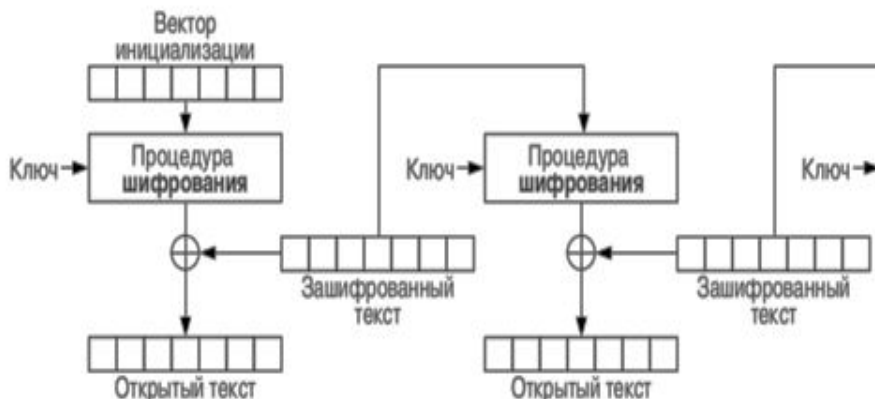 Вектор
инициализации
Ключ
Процедура
шифрования
Ключ
Процедура
шифрования
Ключ
Зашифрованный
текст
Зашифрованный
текст
Открытый текст
Открытый текст